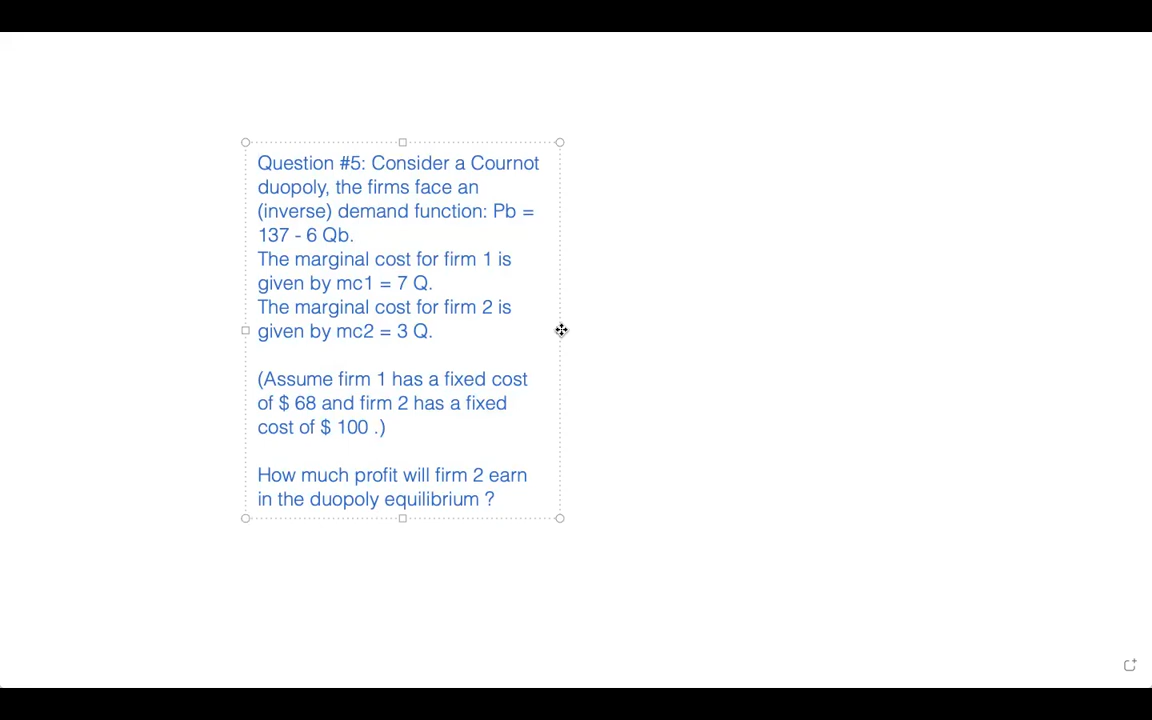 Question #5: Consider a Cournot
duopoly, the firms face an
(inverse) demand function: Pb =
137 - 6 Qb.
The marginal cost for firm 1 is
given by mc1 = 7 Q.
The marginal cost for firm 2 is
given by mc2 = 3 Q.
(Assume firm 1 has a fixed cost
of $ 68 and firm 2 has a fixed
cost of $ 100 .)
How much profit will firm 2 earn
in the duopoly equilibrium ?